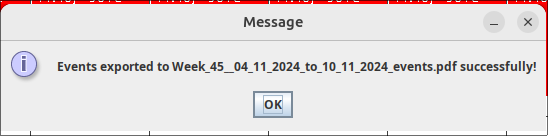 Message
Events exported to Week_45__04_11_2024_to_10_11_2024_events.pdf successfully!
OK